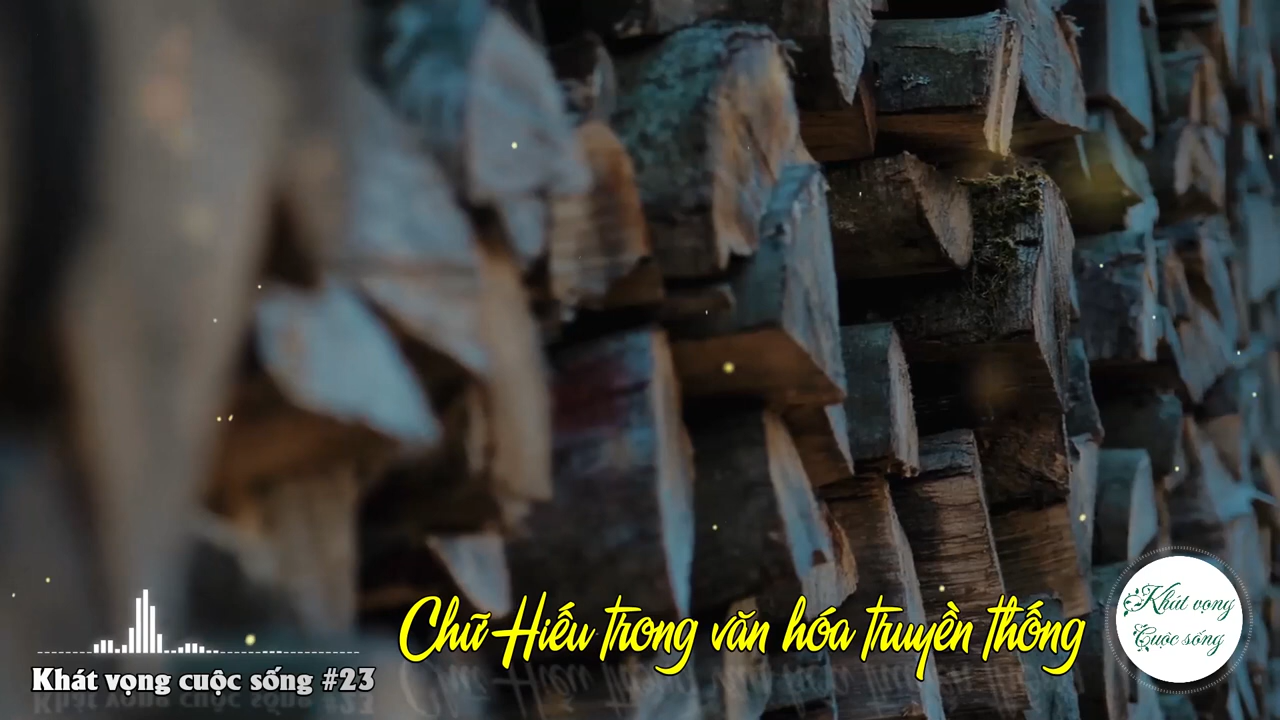 Chữ Hiếu trong văn hóa truyền thống
Khát vọng cuộc sống #23
Khát vọng
Cuộc sống